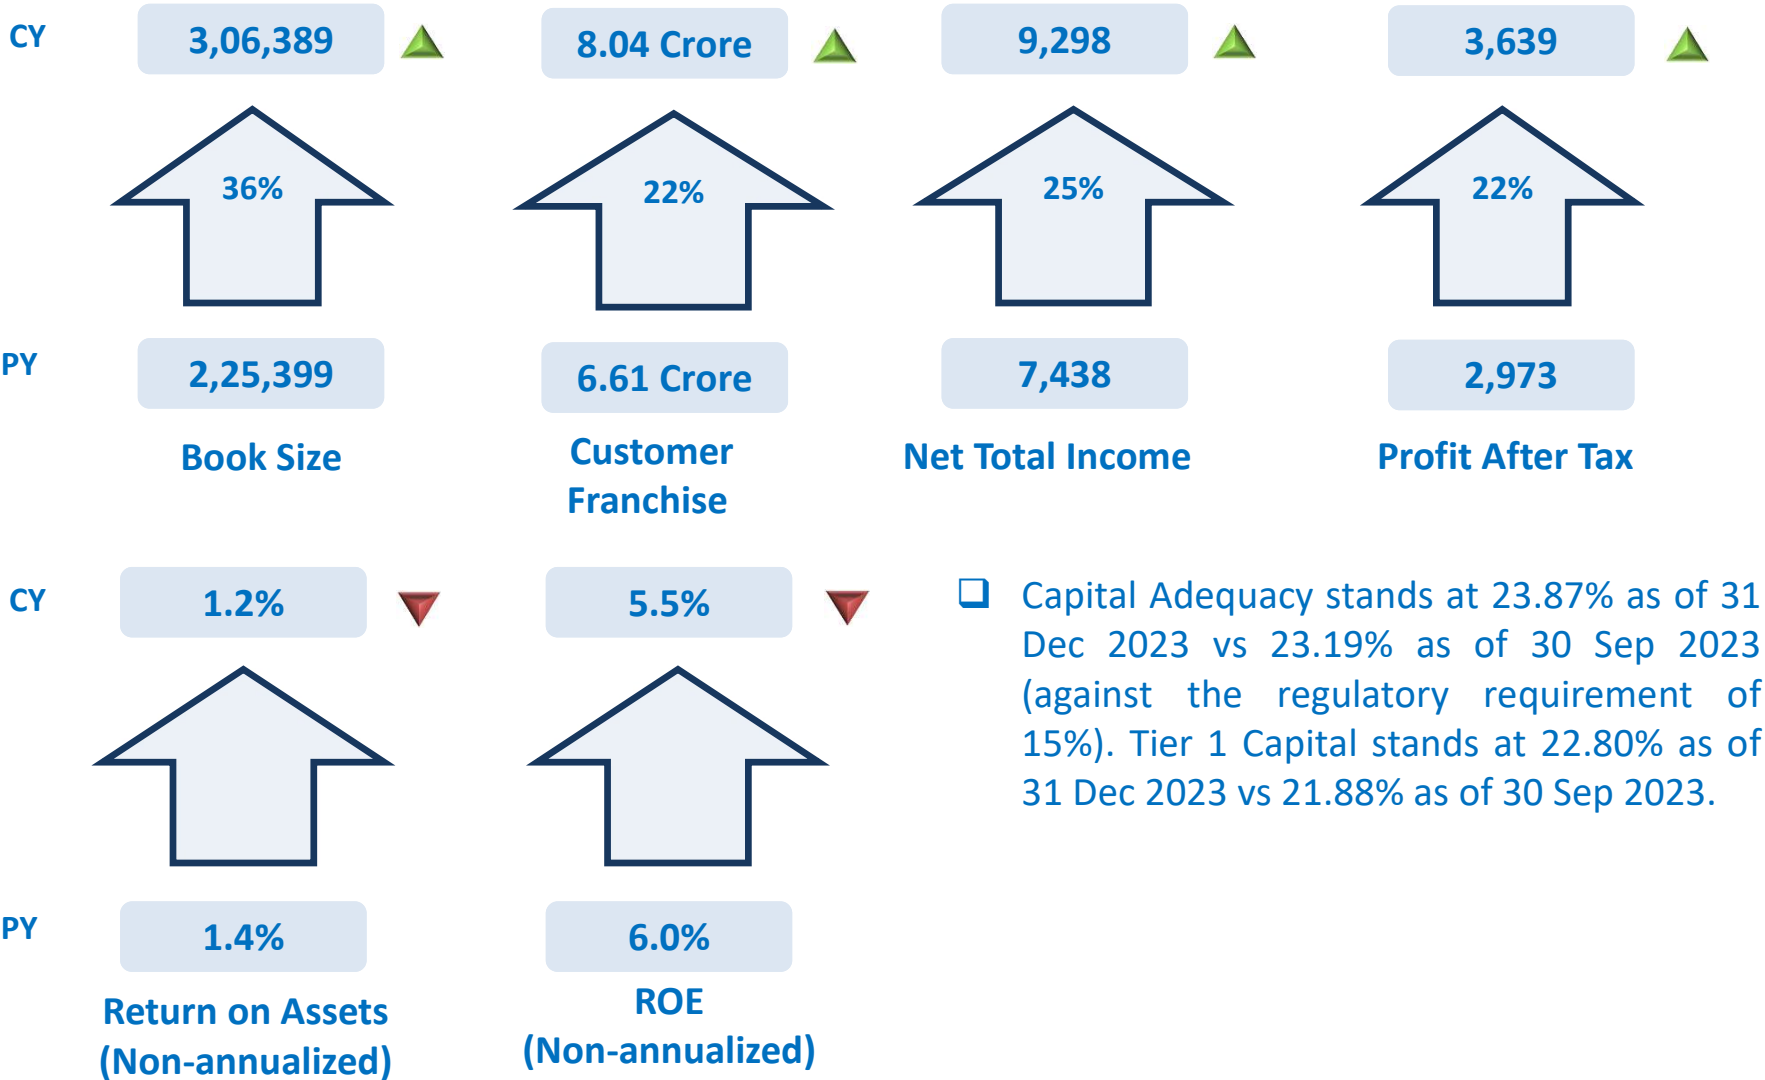 CY
3,06,389
8.04 Crore
9,298
3,639
36%
22%
25%
22%
PY
2,25,399
6.61 Crore
7,438
2,973
Book Size
Customer
Franchise
Net Total Income
Profit After Tax
CY
1.2%
5.5%
PY
1.4%
6.0%
Return on Assets
(Non-annualized)
ROE
(Non-annualized)
Capital Adequacy stands at 23.87% as of 31
Dec 2023 vs 23.19% as of 30 Sep 2023
(against the regulatory requirement of
15%). Tier 1 Capital stands at 22.80% as of
31 Dec 2023 vs 21.88% as of 30 Sep 2023.